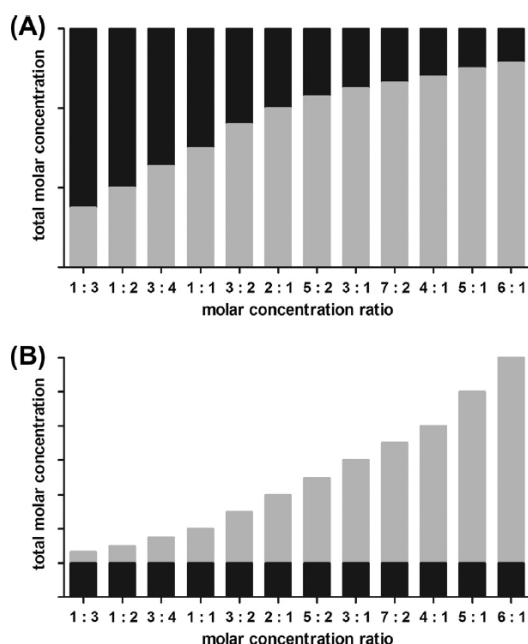 (A)
total molar concentration
1 : 3 1 : 2 3 : 4 1 : 1 3 : 2 2 : 1 5 : 2 3 : 1 7 : 2 4 : 1 5 : 1 6 : 1
molar concentration ratio
(B)
total molar concentration
1 : 3 1 : 2 3 : 4 1 : 1 3 : 2 2 : 1 5 : 2 3 : 1 7 : 2 4 : 1 5 : 1 6 : 1
molar concentration ratio